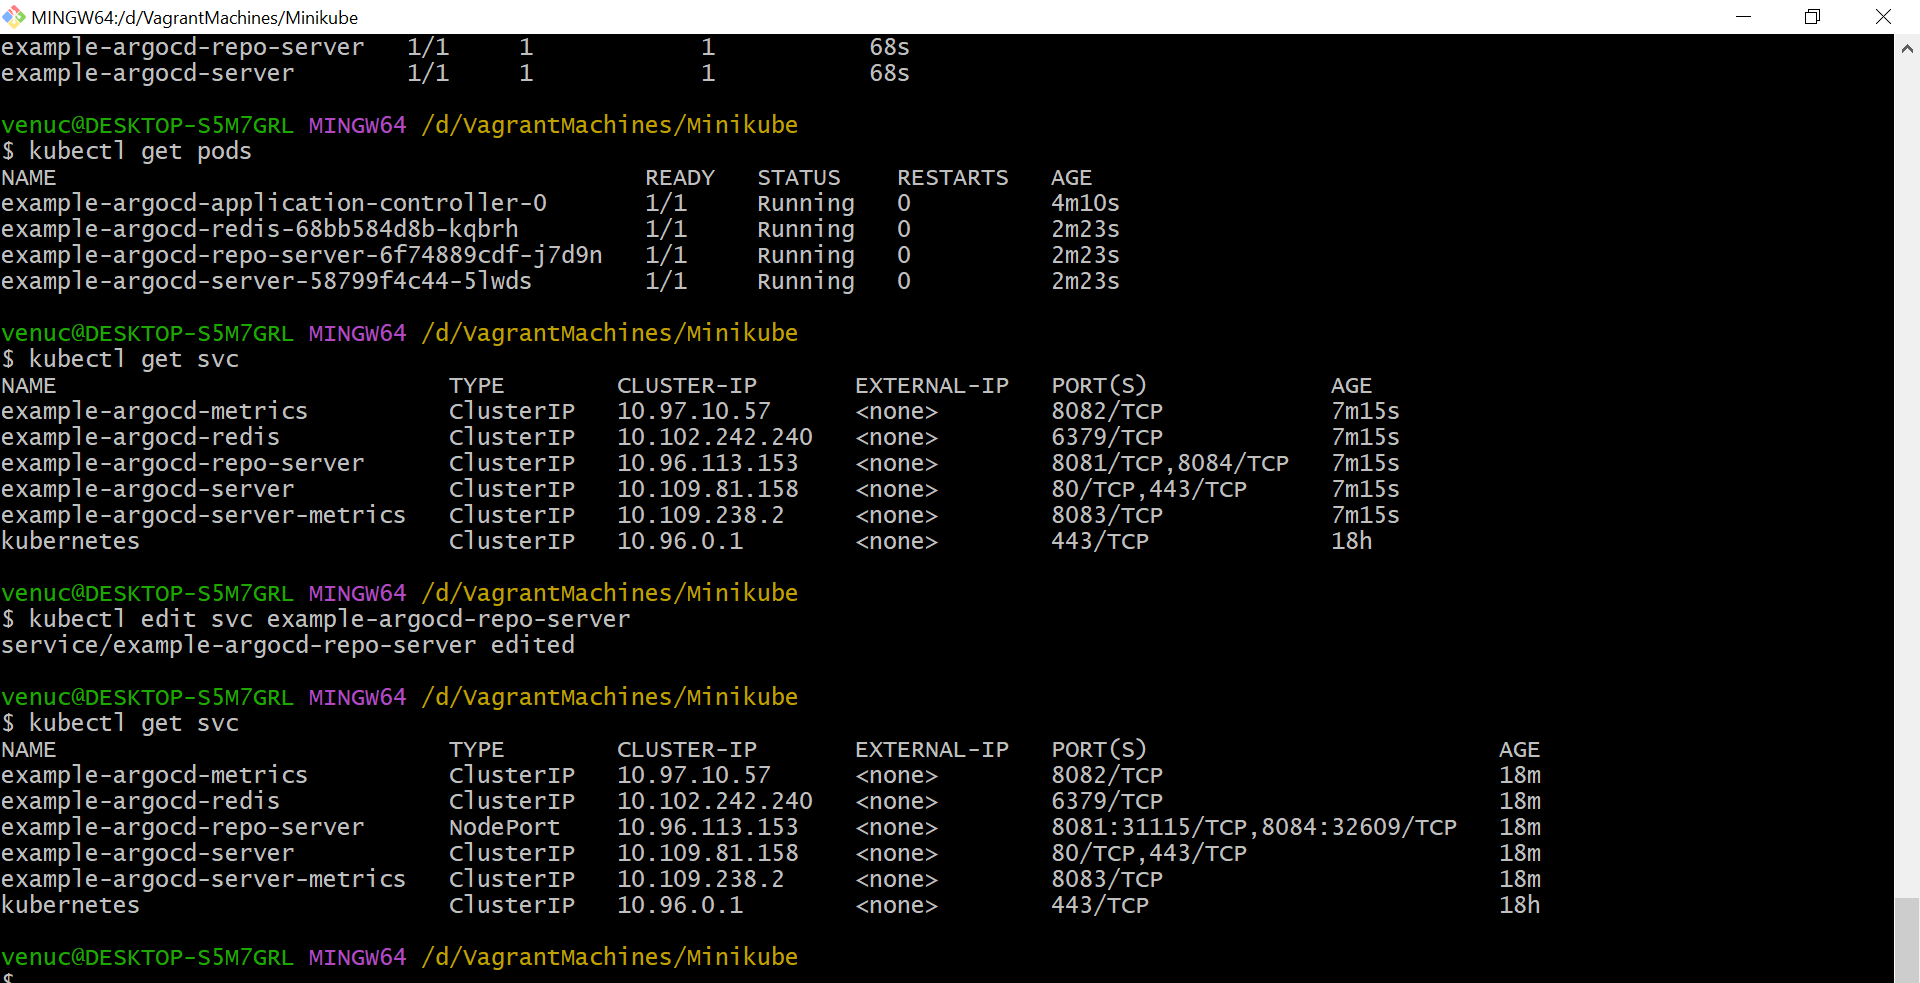 MINGW64:/d/VagrantMachines/Minikube
example-argocd-repo-server   1/1     1            1           68s
example-argocd-server        1/1     1            1           68s
venuc@DESKTOP-S5M7GRL MINGW64 /d/VagrantMachines/Minikube
$ kubectl get pods
NAME                                          READY   STATUS    RESTARTS   AGE
example-argocd-application-controller-0       1/1     Running   0          4m10s
example-argocd-redis-68bb584d8b-kqbrh         1/1     Running   0          2m23s
example-argocd-repo-server-6f74889cdf-j7d9n   1/1     Running   0          2m23s
example-argocd-server-58799f4c44-5lwds        1/1     Running   0          2m23s
venuc@DESKTOP-S5M7GRL MINGW64 /d/VagrantMachines/Minikube
$ kubectl get svc
NAME                            TYPE        CLUSTER-IP       EXTERNAL-IP   PORT(S)             AGE
example-argocd-metrics          ClusterIP   10.97.10.57      <none>        8082/TCP            7m15s
example-argocd-redis            ClusterIP   10.102.242.240   <none>        6379/TCP            7m15s
example-argocd-repo-server      ClusterIP   10.96.113.153    <none>        8081/TCP,8084/TCP   7m15s
example-argocd-server           ClusterIP   10.109.81.158    <none>        80/TCP,443/TCP      7m15s
example-argocd-server-metrics   ClusterIP   10.109.238.2     <none>        8083/TCP            7m15s
kubernetes                      ClusterIP   10.96.0.1        <none>        443/TCP             18h
venuc@DESKTOP-S5M7GRL MINGW64 /d/VagrantMachines/Minikube
$ kubectl edit svc example-argocd-repo-server
service/example-argocd-repo-server edited
venuc@DESKTOP-S5M7GRL MINGW64 /d/VagrantMachines/Minikube
$ kubectl get svc
NAME                            TYPE        CLUSTER-IP       EXTERNAL-IP   PORT(S)                         AGE
example-argocd-metrics          ClusterIP   10.97.10.57      <none>        8082/TCP                        18m
example-argocd-redis            ClusterIP   10.102.242.240   <none>        6379/TCP                        18m
example-argocd-repo-server      NodePort    10.96.113.153    <none>        8081:31115/TCP,8084:32609/TCP   18m
example-argocd-server           ClusterIP   10.109.81.158    <none>        80/TCP,443/TCP                  18m
example-argocd-server-metrics   ClusterIP   10.109.238.2     <none>        8083/TCP                        18m
kubernetes                      ClusterIP   10.96.0.1        <none>        443/TCP                         18h
venuc@DESKTOP-S5M7GRL MINGW64 /d/VagrantMachines/Minikube
$